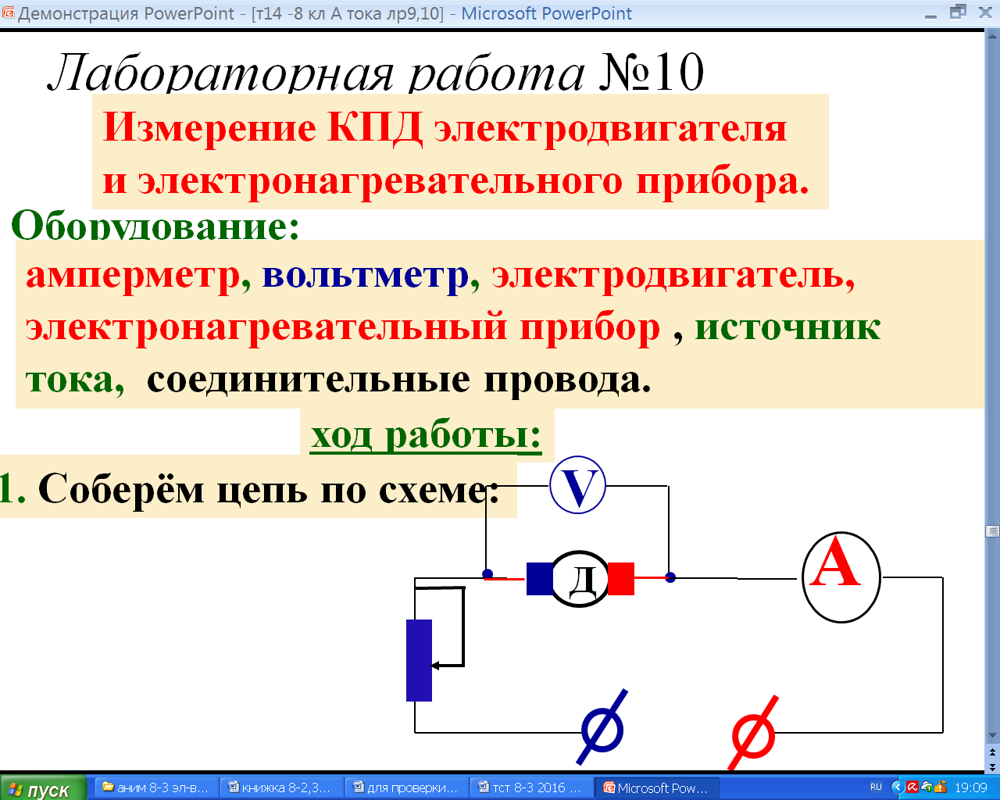 Демонстрация PowerPoint - [т14 -8 кл А тока лр9,10] - Microsoft PowerPoint
Лабораторная работа №10
Измерение КПД электродвигателя
и электронагревательного прибора.
Оборудование:
амперметр, вольтметр, электродвигатель,
электронагревательный прибор , источник
тока, соединительные провода.
ход работы:
1. Соберём цепь по схеме:
V
Д
А
пуск
аним 8-3 эл-в...
книжка 8-2,3...
для проверки...
тст 8-3 2016 ...
Microsoft Pow...
RU
19:09